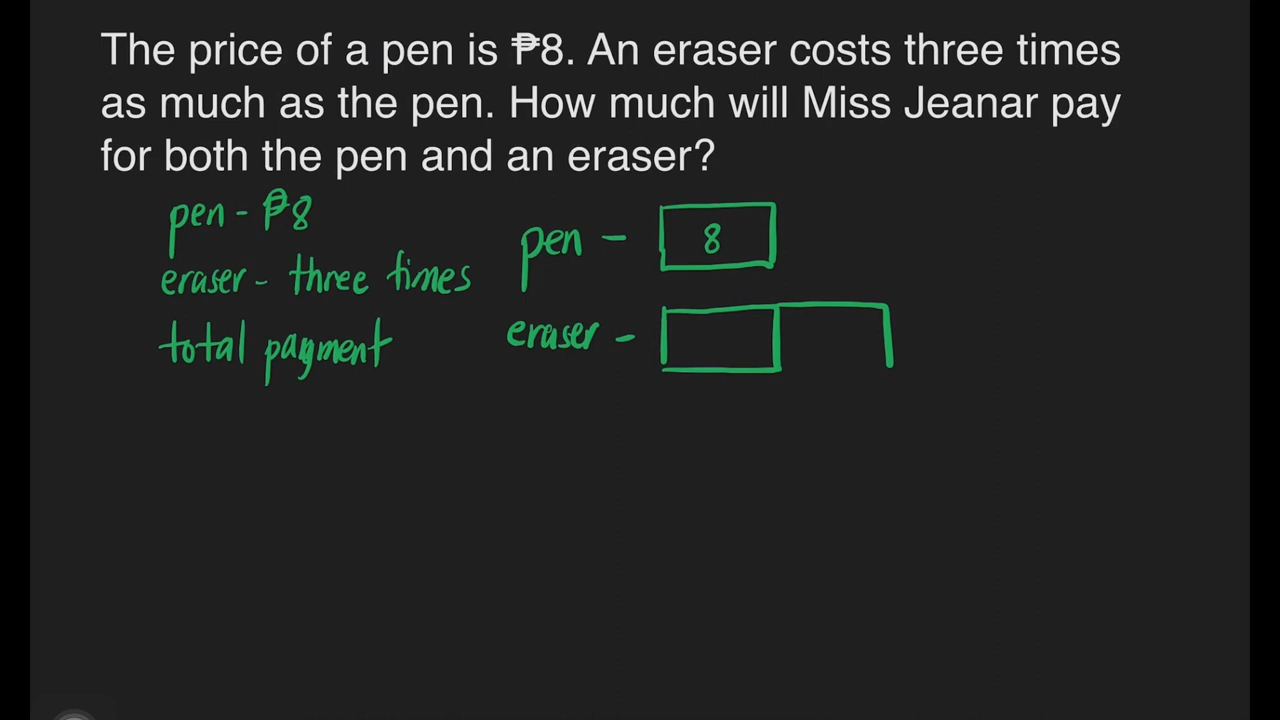 The price of a pen is ₱8. An eraser costs three times
as much as the pen. How much will Miss Jeanar pay
for both the pen and an eraser?
pen - ₱8
eraser - three times
total payment
pen - 8
eraser -